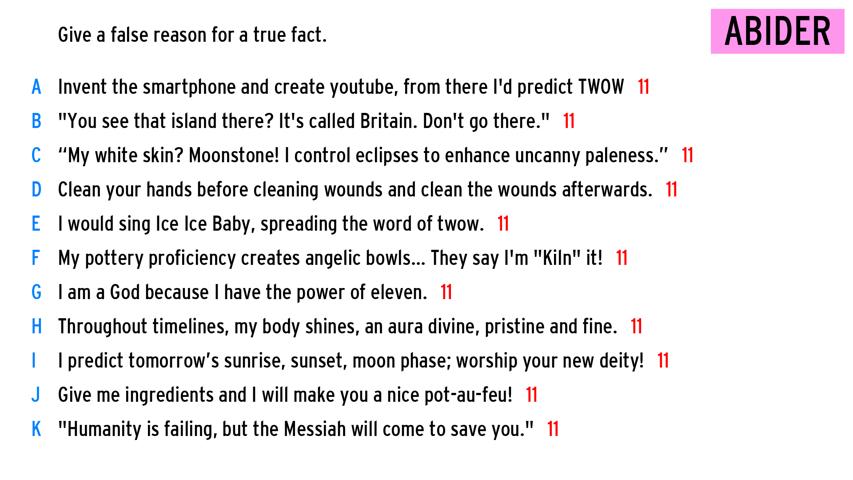 Give a false reason for a true fact.
ABIDER
A Invent the smartphone and create youtube, from there I'd predict TWOW 11
B "You see that island there? It's called Britain. Don't go there." 11
C “My white skin? Moonstone! I control eclipses to enhance uncanny paleness.” 11
D Clean your hands before cleaning wounds and clean the wounds afterwards. 11
E I would sing Ice Ice Baby, spreading the word of twow. 11
F My pottery proficiency creates angelic bowls... They say I'm "Kiln" it! 11
G I am a God because I have the power of eleven. 11
H Throughout timelines, my body shines, an aura divine, pristine and fine. 11
I I predict tomorrow’s sunrise, sunset, moon phase; worship your new deity! 11
J Give me ingredients and I will make you a nice pot-au-feu! 11
K "Humanity is failing, but the Messiah will come to save you." 11